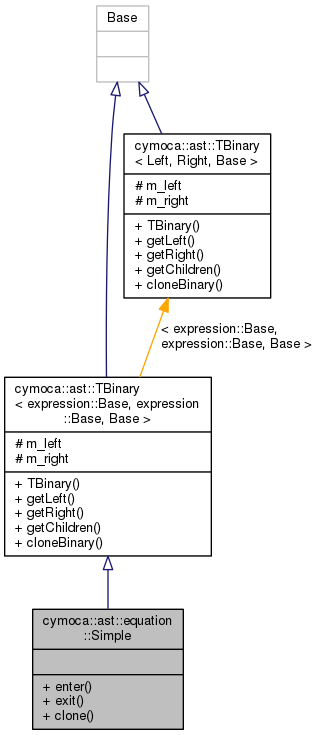 Base
cymoca::ast::TBinary
< Left, Right, Base >
# m_left
# m_right
+ TBinary()
+ getLeft()
+ getRight()
+ getChildren()
+ cloneBinary()
< expression::Base,
expression::Base, Base >
cymoca::ast::TBinary
< expression::Base, expression
::Base, Base >
# m_left
# m_right
+ TBinary()
+ getLeft()
+ getRight()
+ getChildren()
+ cloneBinary()
cymoca::ast::equation
::Simple
+ enter()
+ exit()
+ clone()